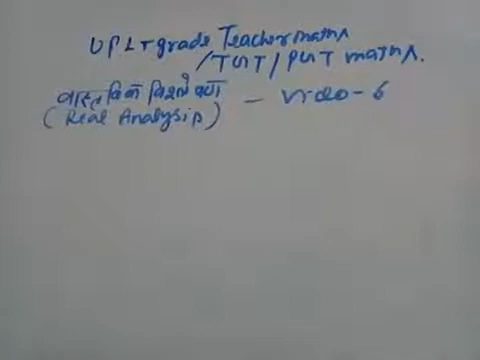 UP LT grade Teacher maths
/TGT/PGT maths.
वास्तविक विश्लेषण - Video-6
(Real Analysis)